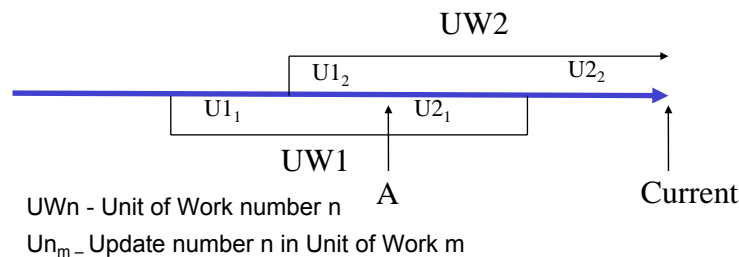 UW2
U1₂ U2₂
U1₁ U2₁
UW1
A Current
UWn - Unit of Work number n
Unₘ – Update number n in Unit of Work m